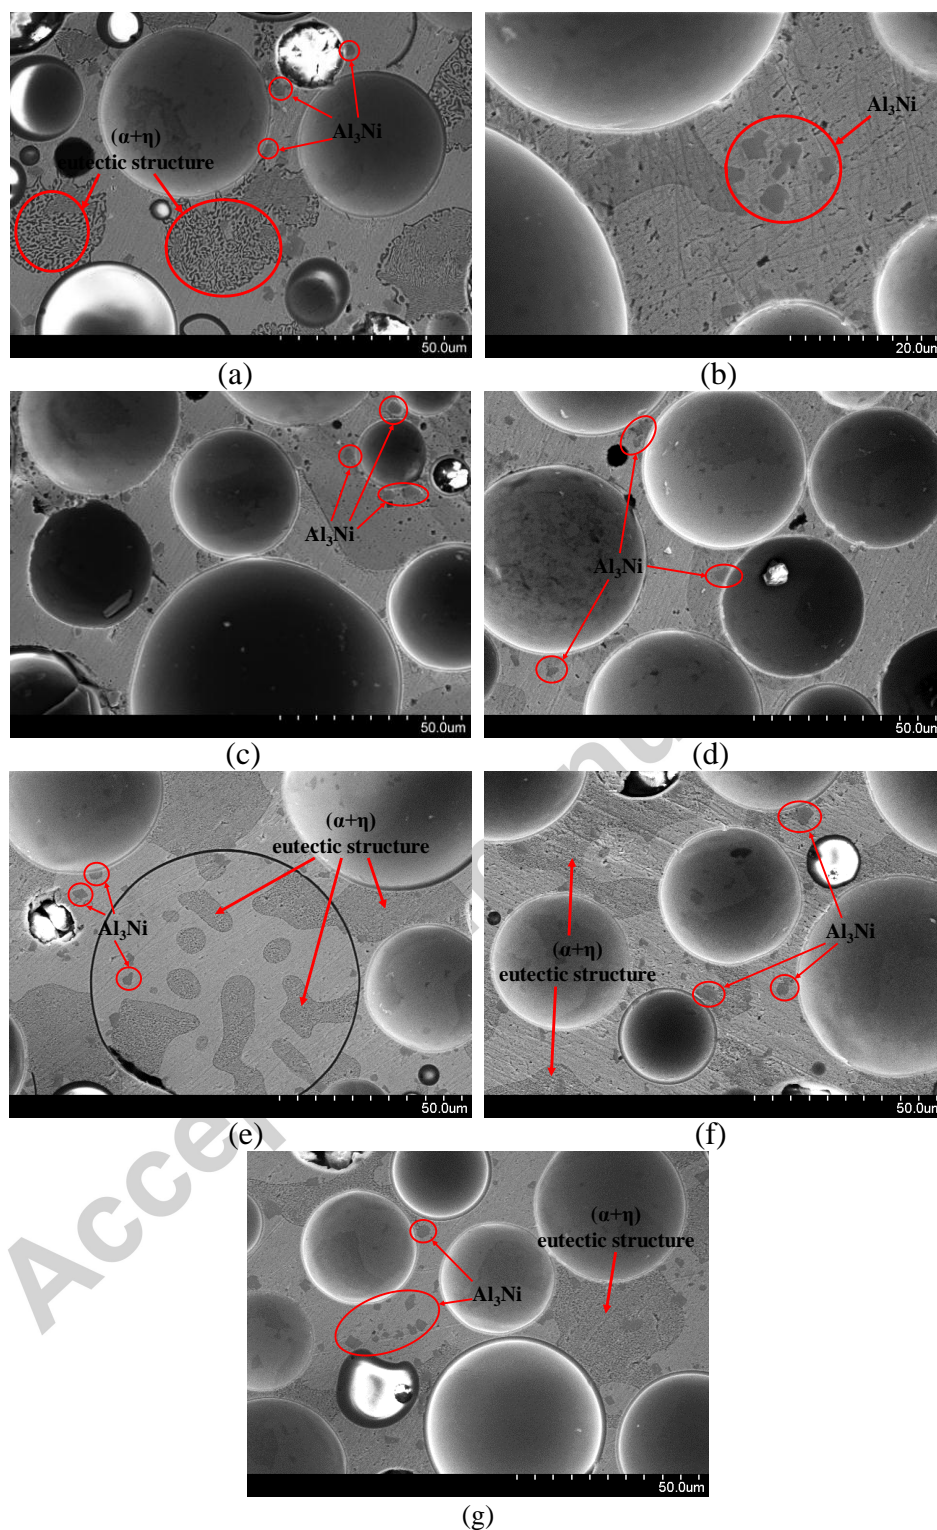 Al₃Ni
(α+η)
eutectic structure
50.0um
(a)
Al₃Ni
20.0um
(b)
Al₃Ni
50.0um
(c)
Al₃Ni
50.0um
(d)
(α+η)
eutectic structure
Al₃Ni
50.0um
(e)
Al₃Ni
(α+η)
eutectic structure
50.0um
(f)
(α+η)
eutectic structure
Al₃Ni
50.0um
(g)